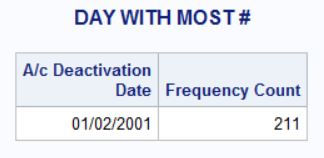 DAY WITH MOST #
A/c Deactivation
Date Frequency Count
01/02/2001 211